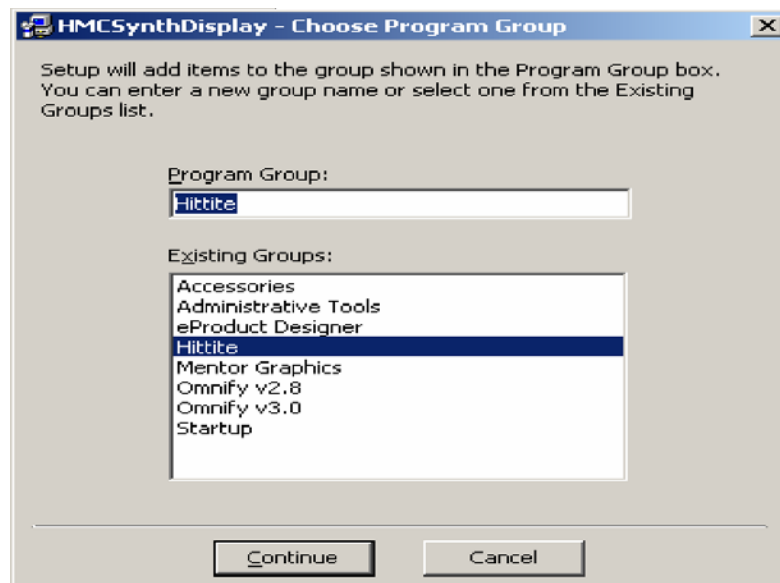 HMCSynthDisplay - Choose Program Group
Setup will add items to the group shown in the Program Group box.
You can enter a new group name or select one from the Existing
Groups list.
Program Group:
Hittite
Existing Groups:
Accessories
Administrative Tools
eProduct Designer
Hittite
Mentor Graphics
Omnify v2.8
Omnify v3.0
Startup
Continue Cancel